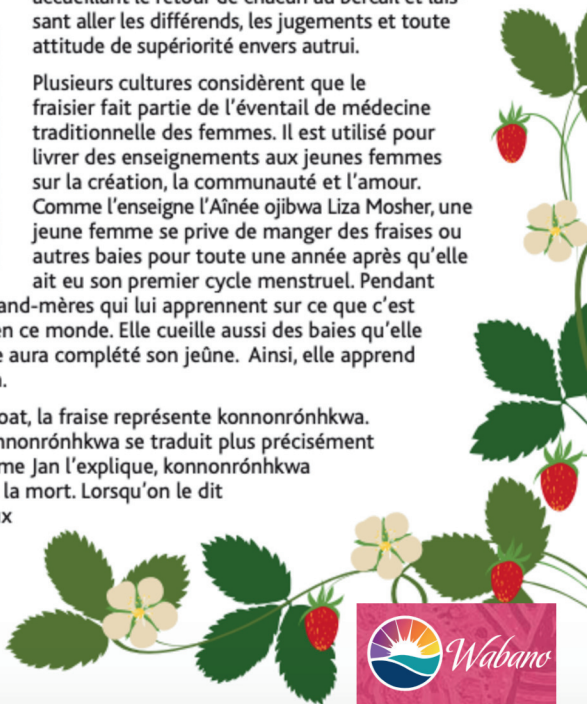 accueillant le retour de chacun au bercail et lais
sant aller les différends, les jugements et toute
attitude de supériorité envers autrui.
Plusieurs cultures considèrent que le
fraisier fait partie de l'éventail de médecine
traditionnelle des femmes. Il est utilisé pour
livrer des enseignements aux jeunes femmes
sur la création, la communauté et l'amour.
Comme l'enseigne l'Aînée ojibwa Liza Mosher, une
jeune femme se prive de manger des fraises ou
autres baies pour toute une année après qu'elle
ait eu son premier cycle menstruel. Pendant
and-mères qui lui apprennent sur ce que c'est
en ce monde. Elle cueille aussi des baies qu'elle
e aura complété son jeûne. Ainsi, elle apprend
oat, la fraise représente konnonrónhkwa.
nnonrónhkwa se traduit plus précisément
me Jan l'explique, konnonrónhkwa
la mort. Lorsqu'on le dit
ux
Wabano